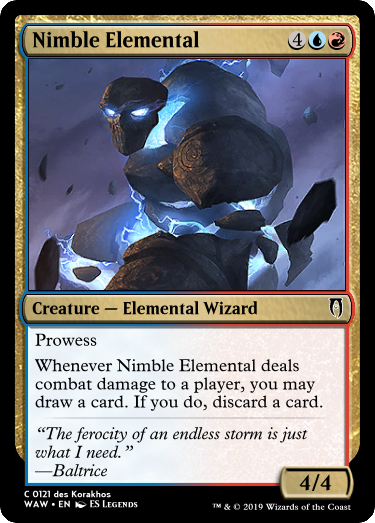 Nimble Elemental 4
Creature — Elemental Wizard
Prowess
Whenever Nimble Elemental deals
combat damage to a player, you may
draw a card. If you do, discard a card.
“The ferocity of an endless storm is just
what I need.”
—Baltrice
4/4
C 0121 des Korakhos
WAW • EN ES Legends
™ & © 2019 Wizards of the Coast